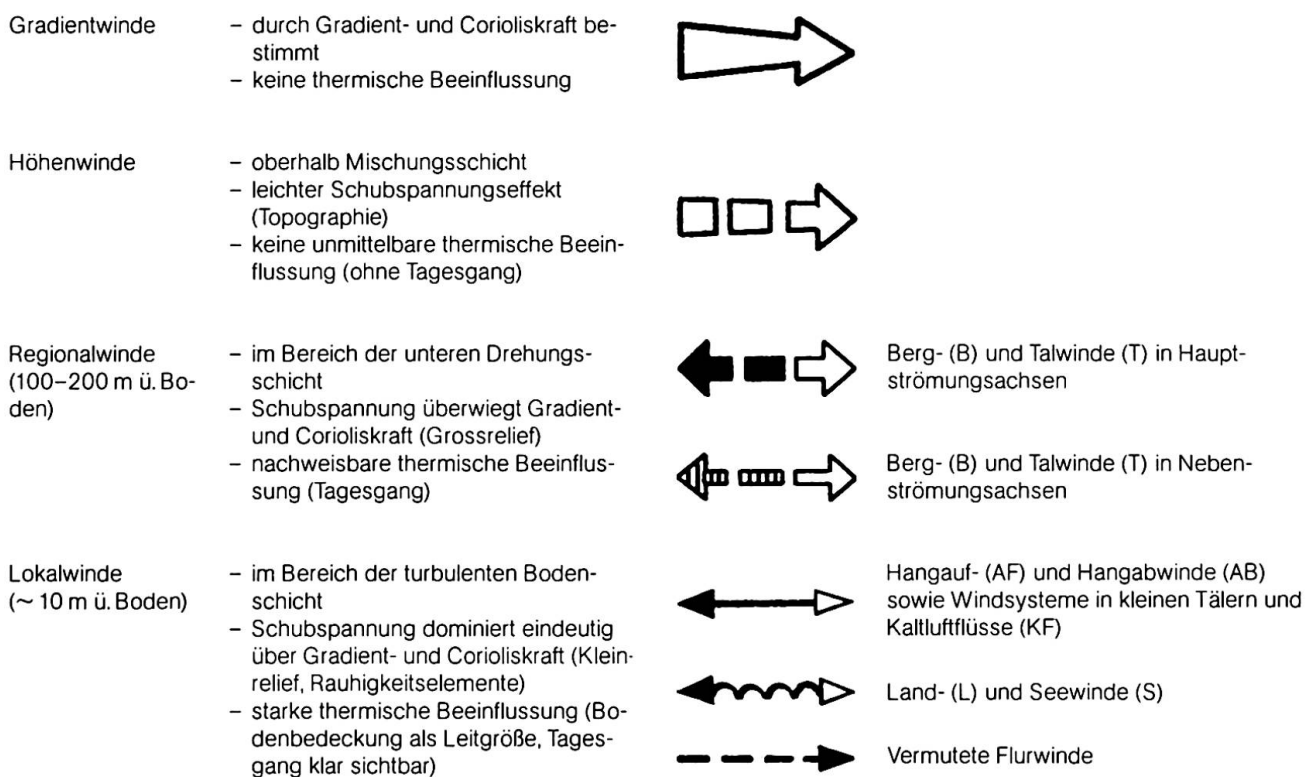 Gradientwinde
– durch Gradient- und Corioliskraft be-
stimmt
– keine thermische Beeinflussung
Höhenwinde
– oberhalb Mischungsschicht
– leichter Schubspannungseffekt
(Topographie)
– keine unmittelbare thermische Beein-
flussung (ohne Tagesgang)
Regionalwinde
(100–200 m ü. Bo-
den)
– im Bereich der unteren Drehungs-
schicht
– Schubspannung überwiegt Gradient-
und Corioliskraft (Grossrelief)
– nachweisbare thermische Beeinflus-
sung (Tagesgang)
Berg- (B) und Talwinde (T) in Haupt-
strömungsachsen
Berg- (B) und Talwinde (T) in Neben-
strömungsachsen
Lokalwinde
(~ 10 m ü. Boden)
– im Bereich der turbulenten Boden-
schicht
– Schubspannung dominiert eindeutig
über Gradient- und Corioliskraft (Klein-
relief, Rauhigkeitselemente)
– starke thermische Beeinflussung (Bo-
denbedeckung als Leitgröße, Tages-
gang klar sichtbar)
Hangauf- (AF) und Hangabwinde (AB)
sowie Windsysteme in kleinen Tälern und
Kaltluftflüsse (KF)
Land- (L) und Seewinde (S)
Vermutete Flurwinde